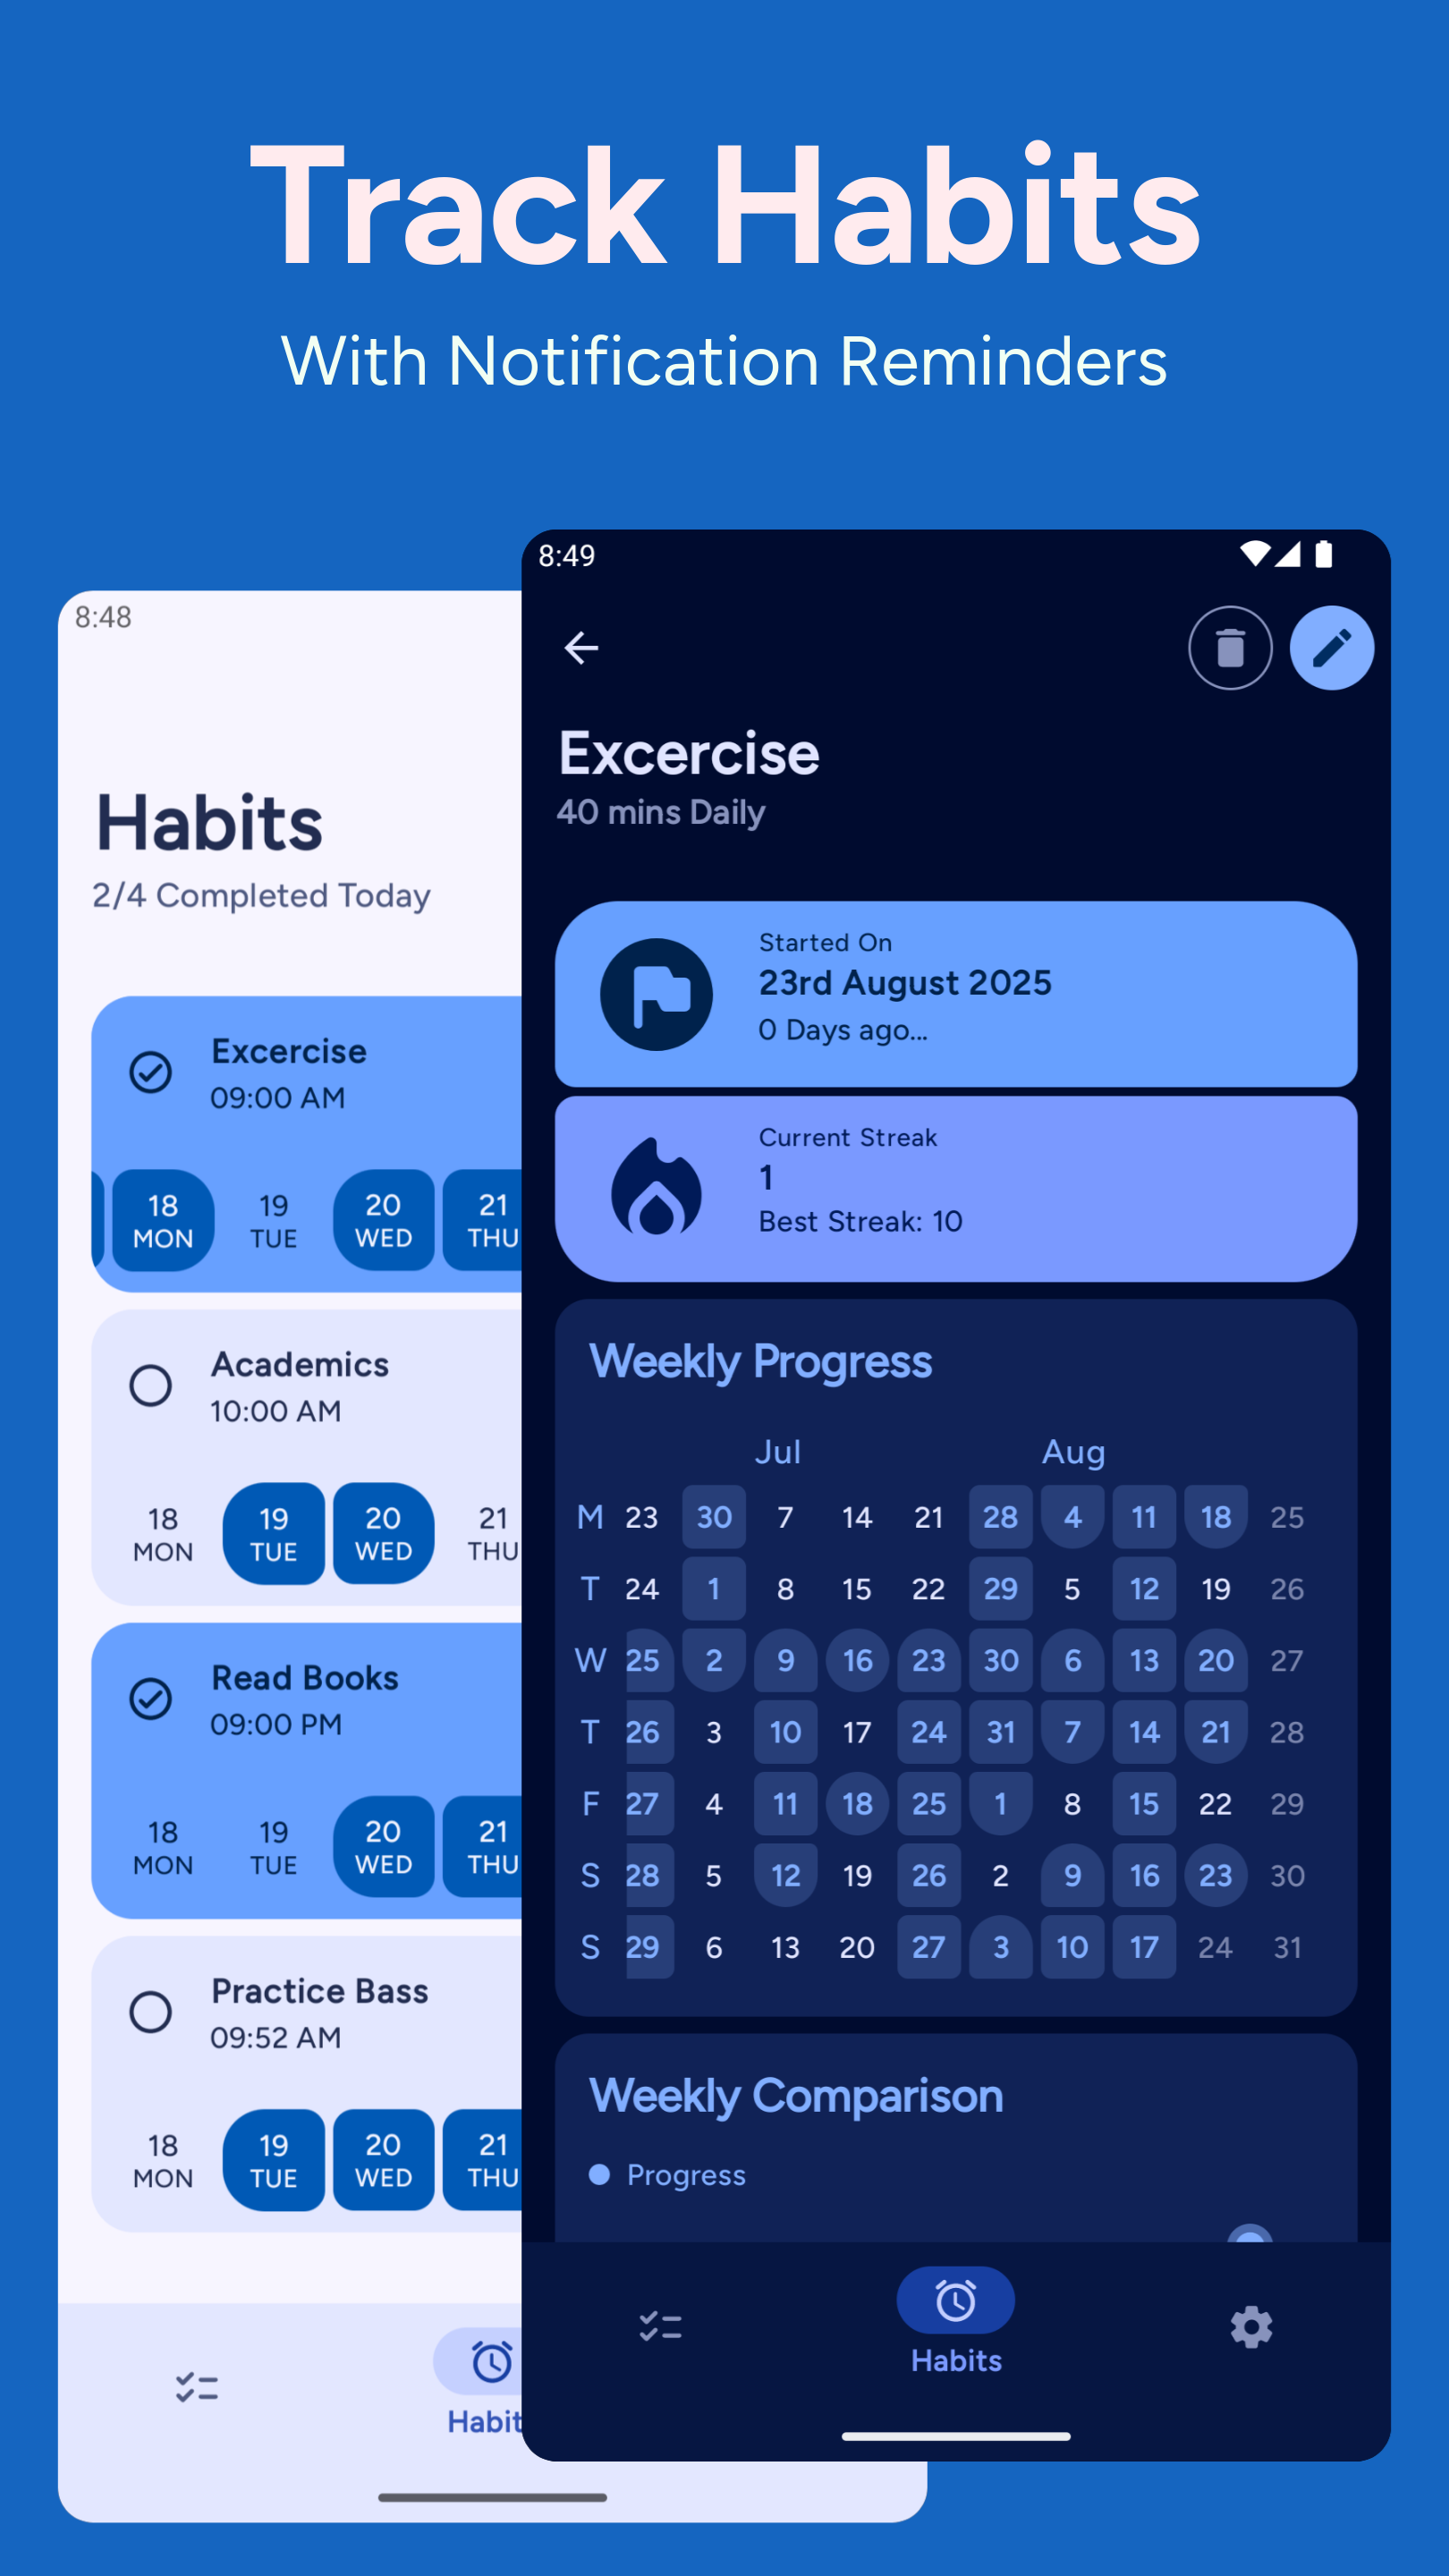 Track Habits
With Notification Reminders
8:48
Habits
2/4 Completed Today
Excercise
09:00 AM
18 19 20 21
MON TUE WED THU
Academics
10:00 AM
18 19 20 21
MON TUE WED THU
Read Books
09:00 PM
18 19 20 21
MON TUE WED THU
Practice Bass
09:52 AM
18 19 20 21
MON TUE WED THU
Habit
8:49
Excercise
40 mins Daily
Started On
23rd August 2025
0 Days ago...
Current Streak
1
Best Streak: 10
Weekly Progress
Jul Aug
M 23 30 7 14 21 28 4 11 18 25
T 24 1 8 15 22 29 5 12 19 26
W 25 2 9 16 23 30 6 13 20 27
T 26 3 10 17 24 31 7 14 21 28
F 27 4 11 18 25 1 8 15 22 29
S 28 5 12 19 26 2 9 16 23 30
S 29 6 13 20 27 3 10 17 24 31
Weekly Comparison
Progress
Habits